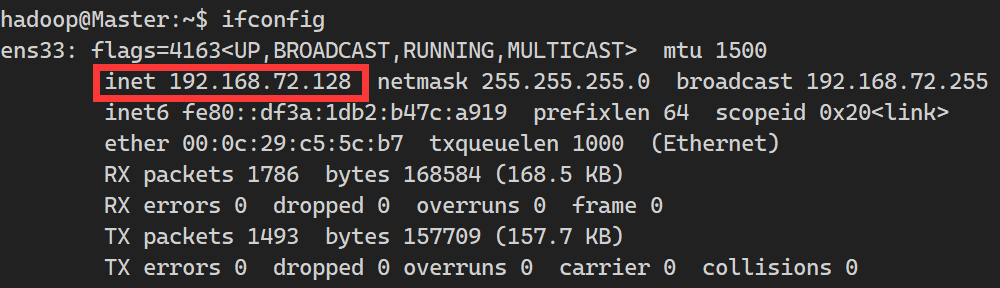 hadoop@Master:~$ ifconfig
ens33: flags=4163<UP,BROADCAST,RUNNING,MULTICAST>  mtu 1500
        inet 192.168.72.128  netmask 255.255.255.0  broadcast 192.168.72.255
        inet6 fe80::df3a:1db2:b47c:a919  prefixlen 64  scopeid 0x20<link>
        ether 00:0c:29:c5:5c:b7  txqueuelen 1000  (Ethernet)
        RX packets 1786  bytes 168584 (168.5 KB)
        RX errors 0  dropped 0  overruns 0  frame 0
        TX packets 1493  bytes 157709 (157.7 KB)
        TX errors 0  dropped 0 overruns 0  carrier 0  collisions 0